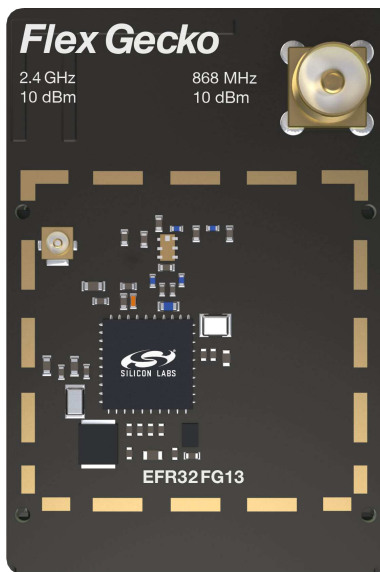 Flex Gecko
2.4 GHz
10 dBm
868 MHz
10 dBm
SILICON LABS
EFR32FG13